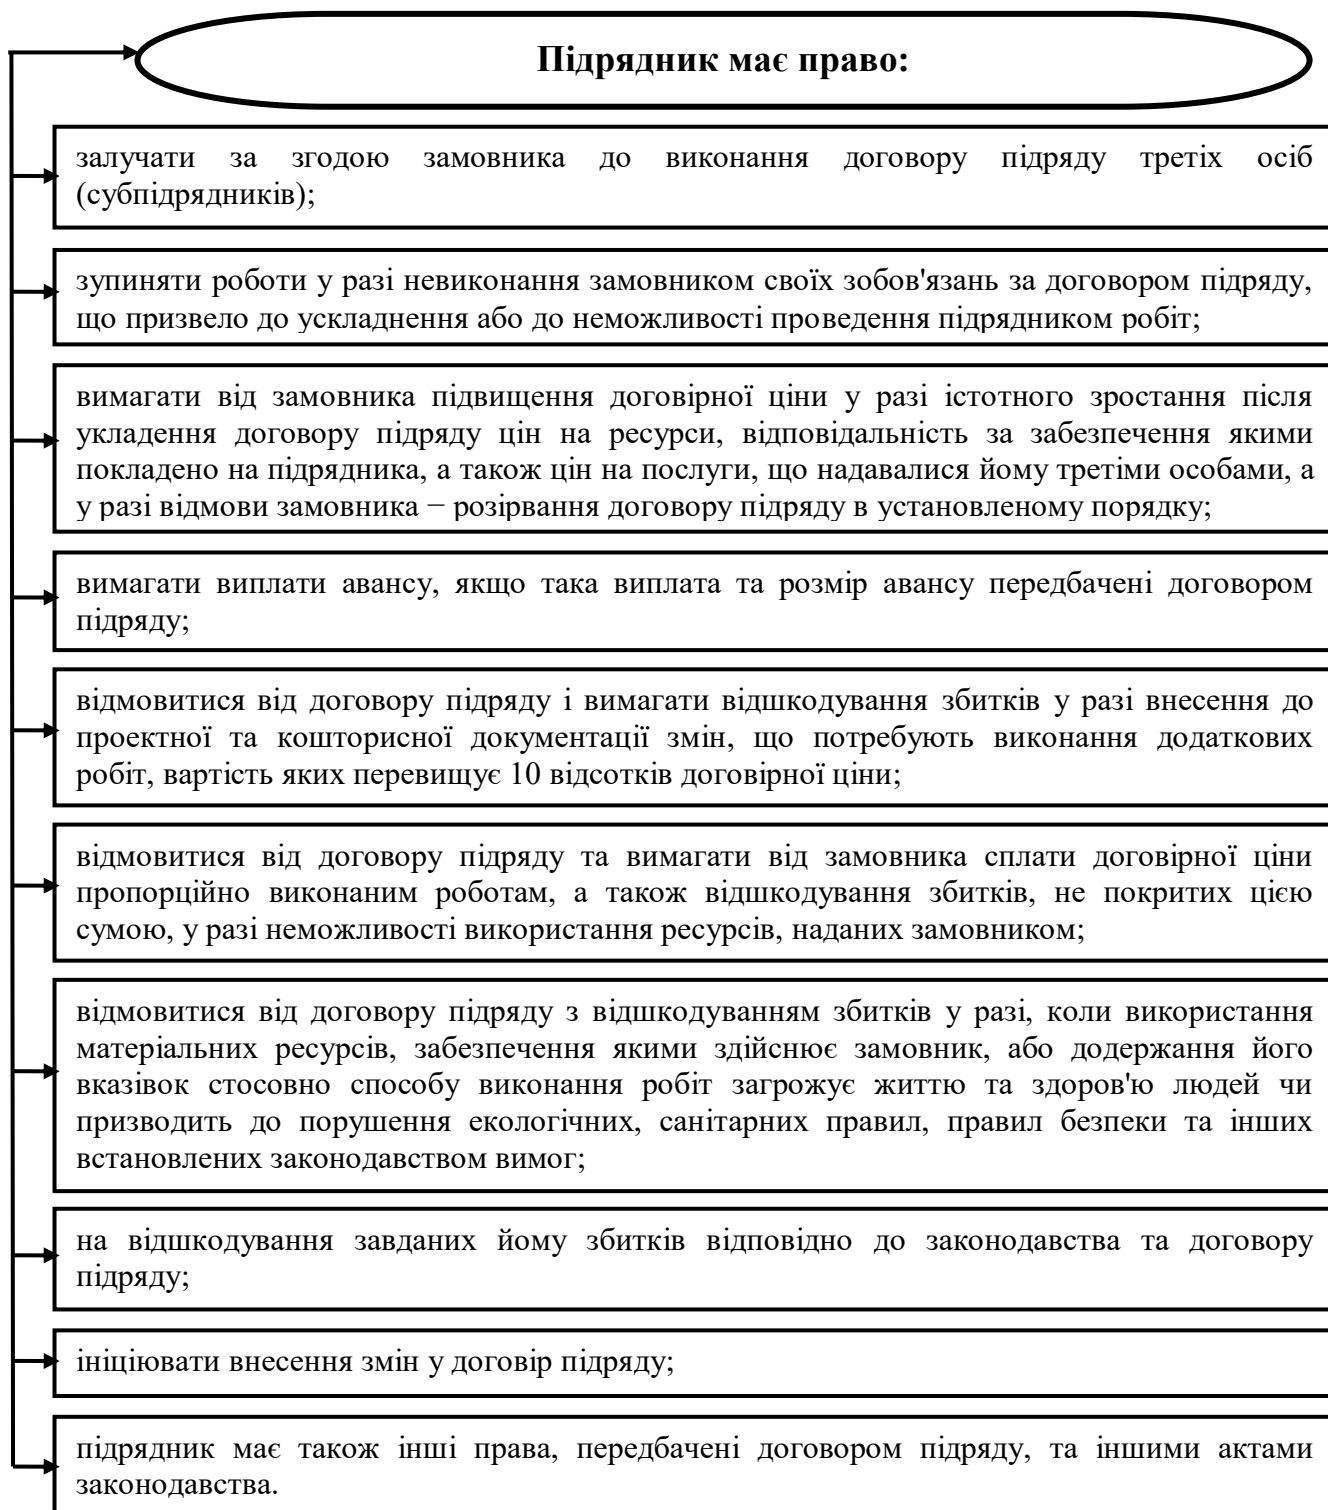 Підрядник має право:
залучати за згодою замовника до виконання договору підряду третіх осіб
(субпідрядників);
зупиняти роботи у разі невиконання замовником своїх зобов'язань за договором підряду,
що призвело до ускладнення або до неможливості проведення підрядником робіт;
вимагати від замовника підвищення договірної ціни у разі істотного зростання після
укладення договору підряду цін на ресурси, відповідальність за забезпечення якими
покладено на підрядника, а також цін на послуги, що надавалися йому третіми особами, а
у разі відмови замовника − розірвання договору підряду в установленому порядку;
вимагати виплати авансу, якщо така виплата та розмір авансу передбачені договором
підряду;
відмовитися від договору підряду і вимагати відшкодування збитків у разі внесення до
проектної та кошторисної документації змін, що потребують виконання додаткових
робіт, вартість яких перевищує 10 відсотків договірної ціни;
відмовитися від договору підряду та вимагати від замовника сплати договірної ціни
пропорційно виконаним роботам, а також відшкодування збитків, не покритих цією
сумою, у разі неможливості використання ресурсів, наданих замовником;
відмовитися від договору підряду з відшкодуванням збитків у разі, коли використання
матеріальних ресурсів, забезпечення якими здійснює замовник, або додержання його
вказівок стосовно способу виконання робіт загрожує життю та здоров'ю людей чи
призводить до порушення екологічних, санітарних правил, правил безпеки та інших
встановлених законодавством вимог;
на відшкодування завданих йому збитків відповідно до законодавства та договору
підряду;
ініціювати внесення змін у договір підряду;
підрядник має також інші права, передбачені договором підряду, та іншими актами
законодавства.